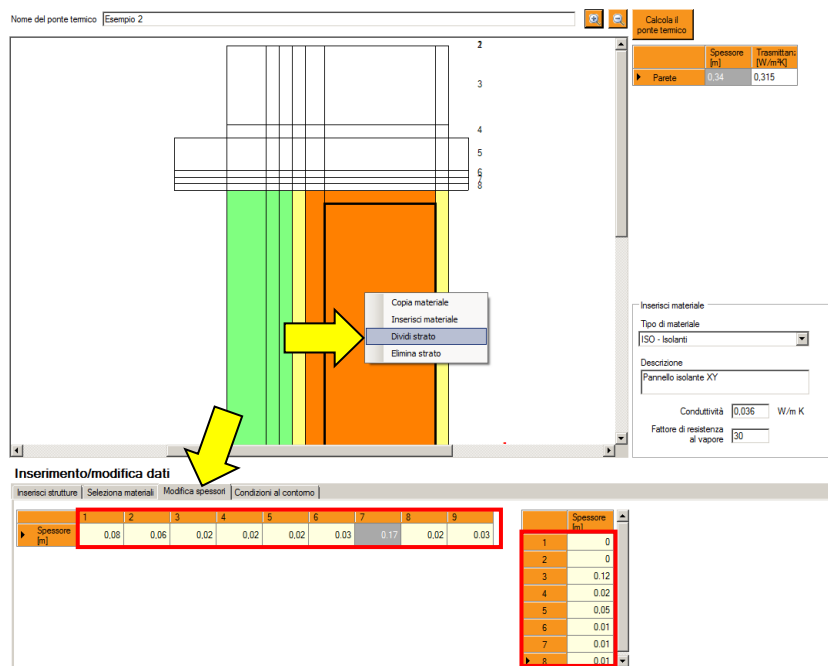 Nome del ponte termico Esempio 2
Calcola il
ponte termico
Spessore Trasmittanz
[m] [W/m²K]
Parete 0,34 0,315
2
3
4
5
6
7
8
Copia materiale
Inserisci materiale
Dividi strato
Elimina strato
Inserisci materiale
Tipo di materiale
ISO - Isolanti
Descrizione
Pannello isolante XY
Conduttività 0,036 W/m K
Fattore di resistenza
al vapore 30
Inserimento/modifica dati
Inserisci strutture Seleziona materiali Modifica spessori Condizioni al contorno
1 2 3 4 5 6 7 8 9
Spessore
[m] 0,08 0,06 0.02 0,02 0,02 0.03 0.17 0,02 0.03
Spessore
[m]
1 0
2 0
3 0.12
4 0.02
5 0,05
6 0.01
7 0.01
8 0.01